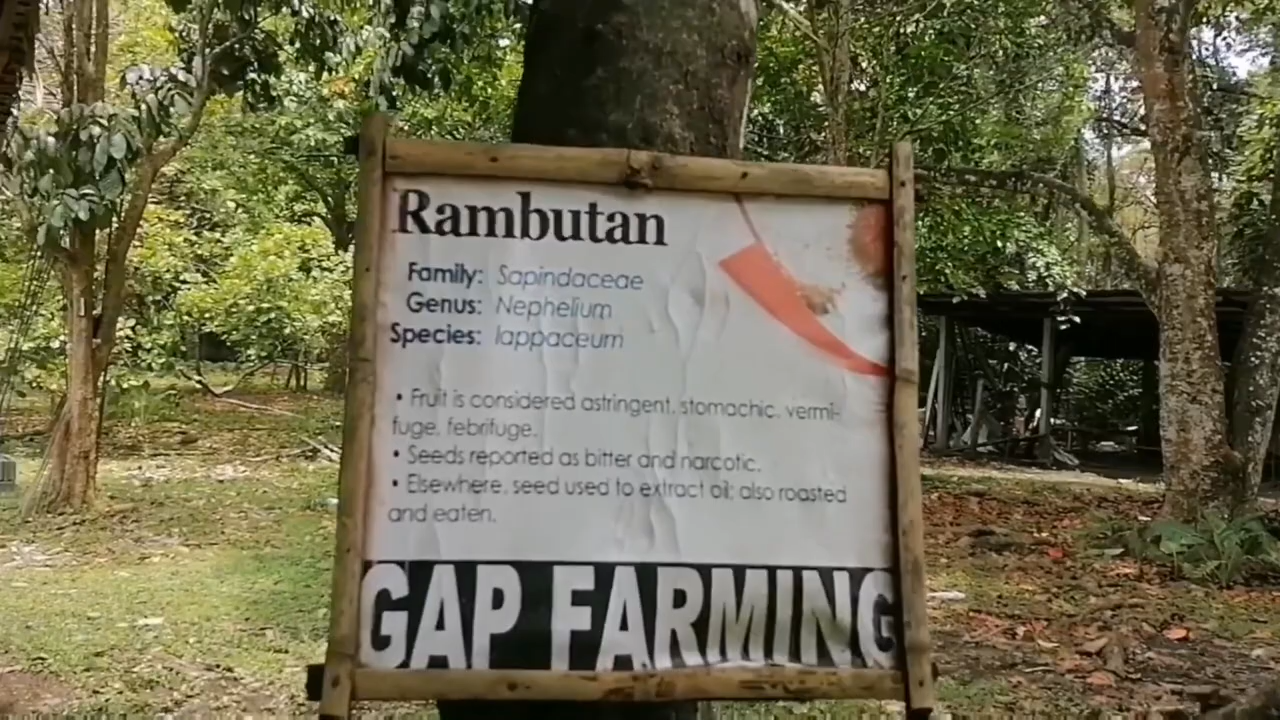 Rambutan
Family: Sapindaceae
Genus: Nephelium
Species: lappaceum
• Fruit is considered astringent, stomachic, vermi-
fuge, febrifuge.
• Seeds reported as bitter and narcotic.
• Elsewhere, seed used to extract oil; also roasted
and eaten.
GAP FARMING